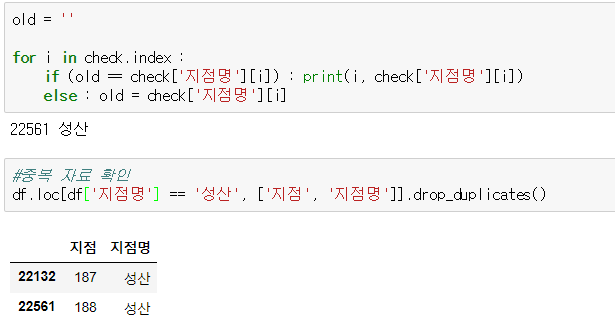 old = ''
for i in check.index :
if (old == check['지점명'][i]) : print(i, check['지점명'][i])
else : old = check['지점명'][i]
22561 성산
#중복 자료 확인
df.loc[df['지점명'] == '성산', ['지점', '지점명']].drop_duplicates()
지점 지점명
22132 187 성산
22561 188 성산